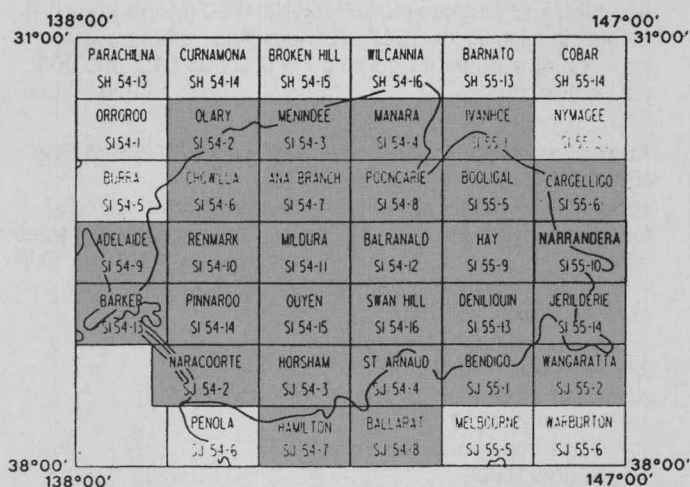 138°00' 147°00'
31°00' 31°00'
PARACHILNA CURNAMONA BROKEN HILL WILCANNIA BARNATO COBAR
SH 54-13 SH 54-14 SH 54-15 SH 54-16 SH 55-13 SH 55-14
ORRGROO OLARY MENINDEE MANARA IVANHCE NYMAGEE
SI 54-1 SI 54-2 SI 54-3 SI 54-4 SI 55-1 SI 55-2
BURRA CHOWILLA ANA BRANCH POONCARIE BOOLIGAL CARGELLIGO
SI 54-5 SI 54-6 SI 54-7 SI 54-8 SI 55-5 SI 55-6
ADELAIDE RENMARK MILDURA BALRANALD HAY NARRANDERA
SI 54-9 SI 54-10 SI 54-11 SI 54-12 SI 55-9 SI 55-10
BARKER PINNAROO OUYEN SWAN HILL DENILIQUIN JERILDERIE
SI 54-13 SI 54-14 SI 54-15 SI 54-16 SI 55-13 SI 55-14
NARACOORTE HORSHAM ST ARNAUD BENDIGO WANGARATTA
SJ 54-2 SJ 54-3 SJ 54-4 SJ 55-1 SJ 55-2
PENOLA HAMILTON BALLARAT MELBOURNE WARBURTON
SJ 54-6 SJ 54-7 SJ 54-8 SJ 55-5 SJ 55-6
38°00' 38°00'
138°00' 147°00'